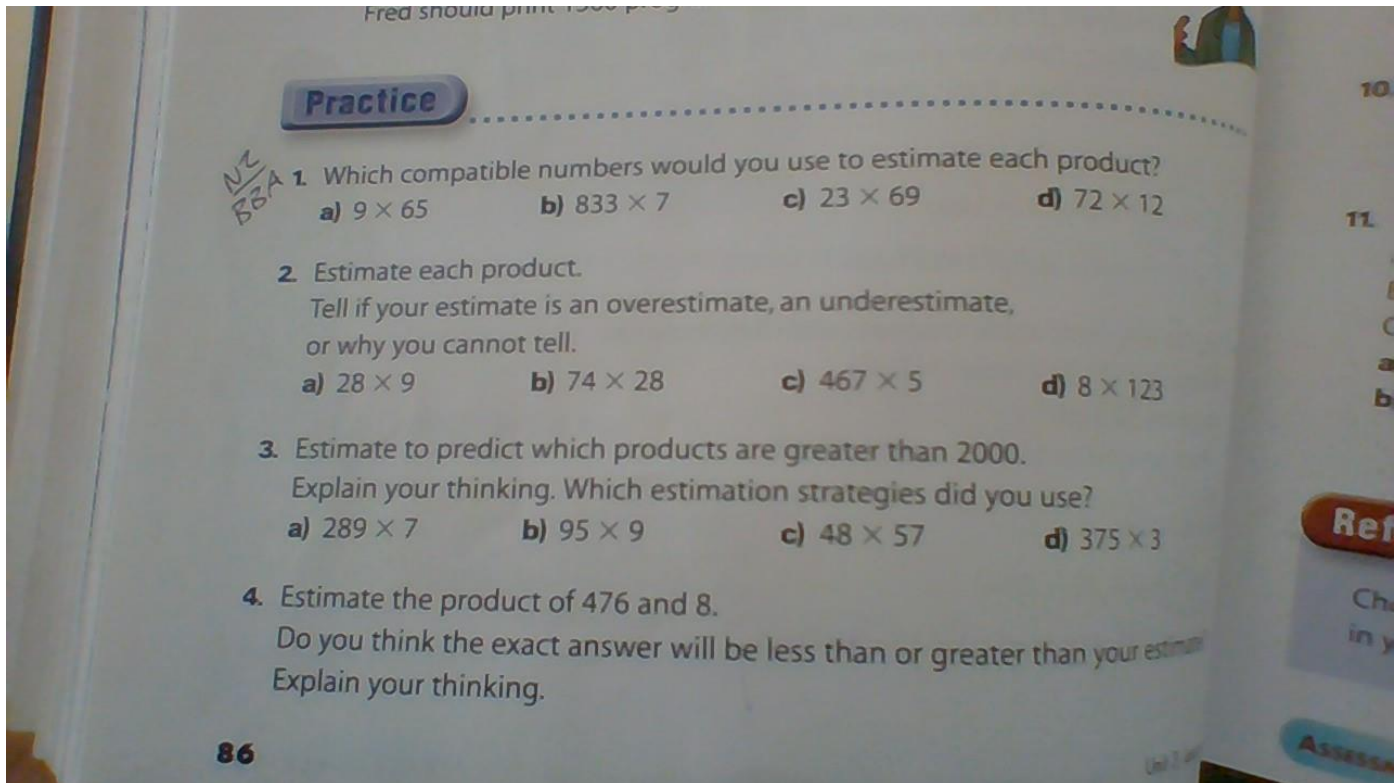 Fred should print
Practice
1. Which compatible numbers would you use to estimate each product?
a) 9 × 65 b) 833 × 7 c) 23 × 69 d) 72 × 12
2. Estimate each product.
Tell if your estimate is an overestimate, an underestimate,
or why you cannot tell.
a) 28 × 9 b) 74 × 28 c) 467 × 5 d) 8 × 123
3. Estimate to predict which products are greater than 2000.
Explain your thinking. Which estimation strategies did you use?
a) 289 × 7 b) 95 × 9 c) 48 × 57 d) 375 × 3
4. Estimate the product of 476 and 8.
Do you think the exact answer will be less than or greater than your
Explain your thinking.
86
10.
11.
a
b
Ref
Ch
in y
Assess